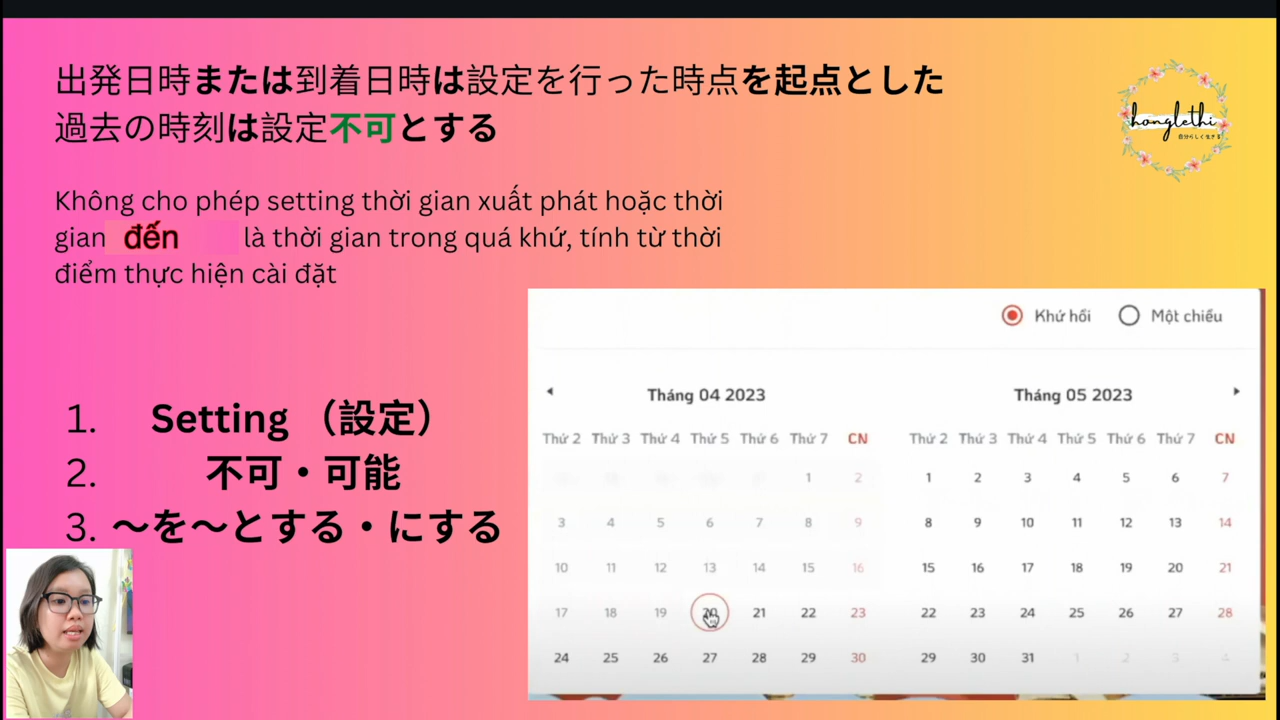 出発日時または到着日時は設定を行った時点を起点とした
過去の時刻は設定不可とする
honglethi
自分らしく生きる
Không cho phép setting thời gian xuất phát hoặc thời
gian đến là thời gian trong quá khứ, tính từ thời
điểm thực hiện cài đặt
1. Setting （設定）
2. 不可・可能
3. 〜を〜とする・にする
Khứ hồi Một chiều
Tháng 04 2023 Tháng 05 2023
Thứ 2 Thứ 3 Thứ 4 Thứ 5 Thứ 6 Thứ 7 CN Thứ 2 Thứ 3 Thứ 4 Thứ 5 Thứ 6 Thứ 7 CN
1 2 1 2 3 4 5 6 7
3 4 5 6 7 8 9 8 9 10 11 12 13 14
10 11 12 13 14 15 16 15 16 17 18 19 20 21
17 18 19 20 21 22 23 22 23 24 25 26 27 28
24 25 26 27 28 29 30 29 30 31 1 2 3 4